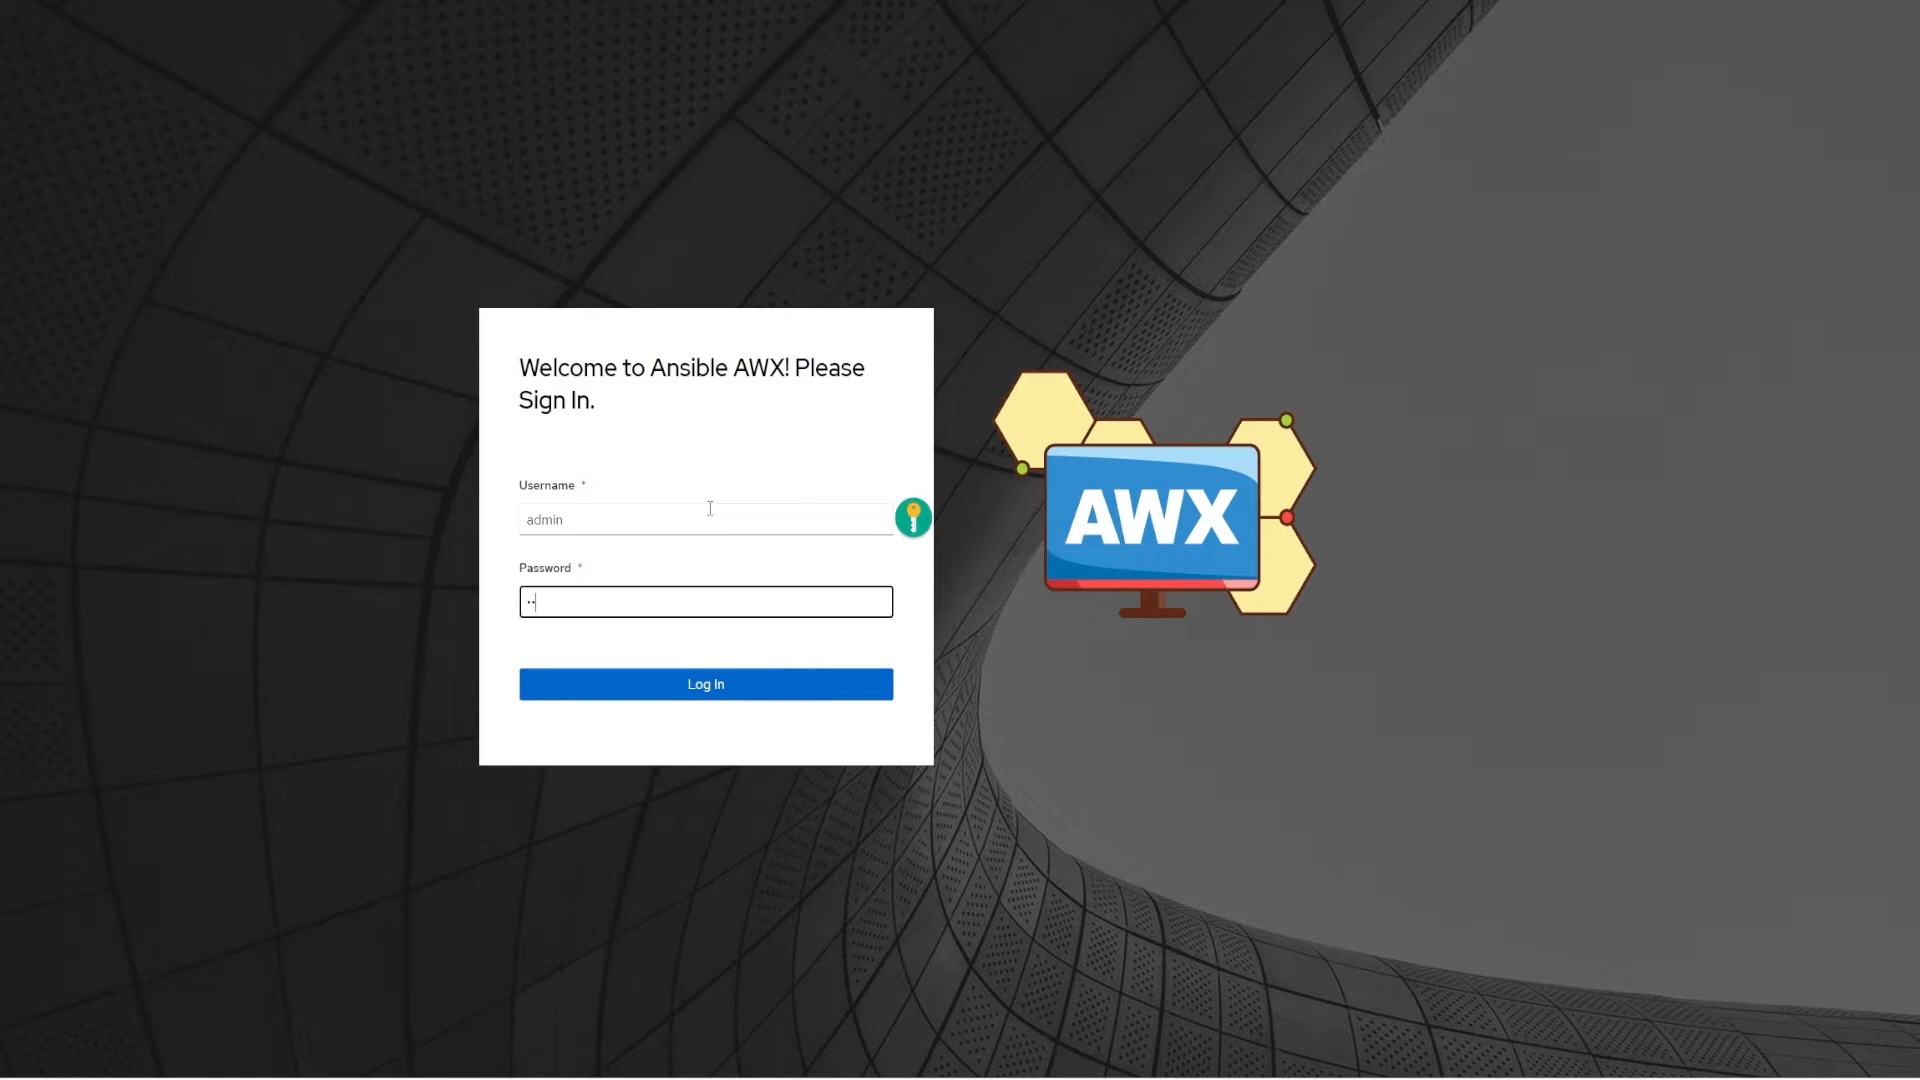 Welcome to Ansible AWX! Please
Sign In.
Username *
admin
Password *
••
Log In
AWX